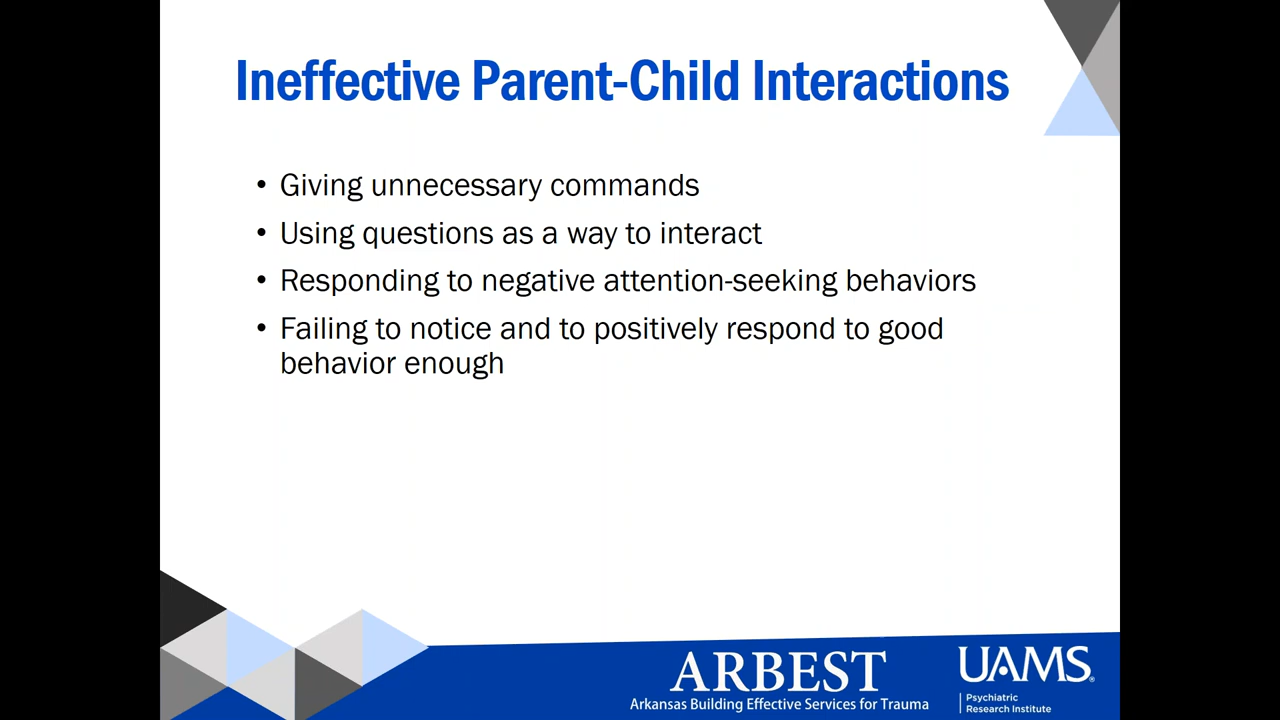 Ineffective Parent-Child Interactions
• Giving unnecessary commands
• Using questions as a way to interact
• Responding to negative attention-seeking behaviors
• Failing to notice and to positively respond to good
behavior enough
ARBEST
Arkansas Building Effective Services for Trauma
UAMS®
Psychiatric
Research Institute